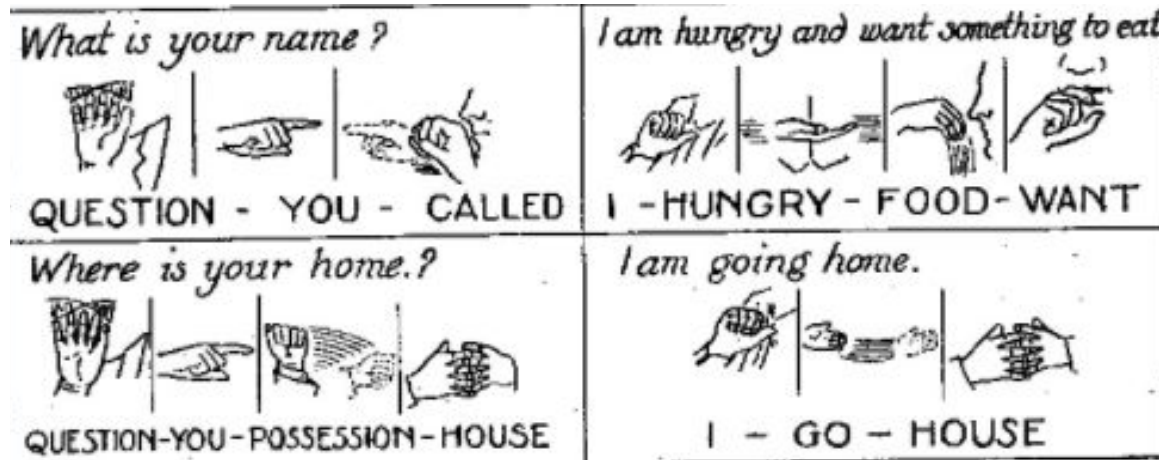 What is your name?
QUESTION - YOU - CALLED
I am hungry and want something to eat
I - HUNGRY - FOOD - WANT
Where is your home.?
QUESTION-YOU-POSSESSION-HOUSE
I am going home.
I - GO - HOUSE